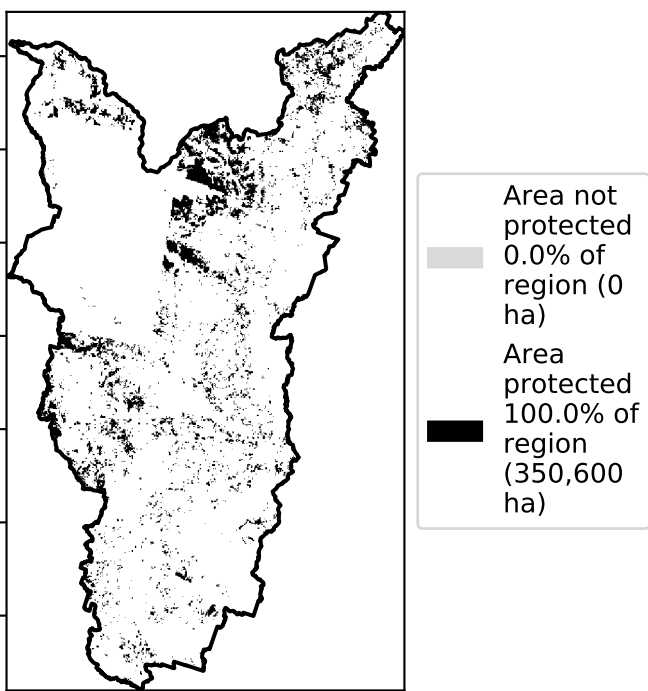 Area not
protected
0.0% of
region (0
ha)
Area
protected
100.0% of
region
(350,600
ha)